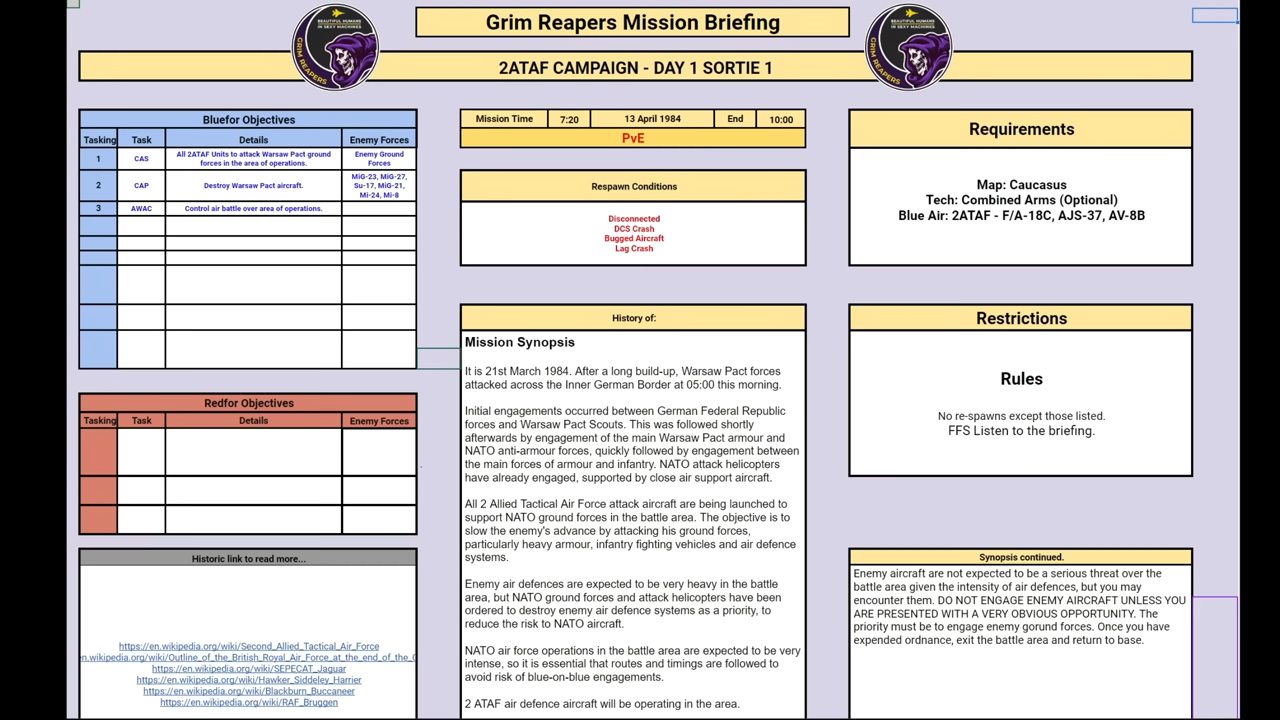 Grim Reapers Mission Briefing
BEAUTIFUL HUMANS
IN SEXY MACHINES
GRIM REAPERS
BEAUTIFUL HUMANS
IN SEXY MACHINES
GRIM REAPERS
2ATAF CAMPAIGN - DAY 1 SORTIE 1
Bluefor Objectives
Tasking Task Details Enemy Forces
1 CAS All 2ATAF Units to attack Warsaw Pact ground forces in the area of operations. Enemy Ground Forces
2 CAP Destroy Warsaw Pact aircraft. MiG-23, MiG-27, Su-17, MiG-21, Mi-24, Mi-8
3 AWAC Control air battle over area of operations.
Redfor Objectives
Tasking Task Details Enemy Forces
Historic link to read more...
https://en.wikipedia.org/wiki/Second_Allied_Tactical_Air_Force
en.wikipedia.org/wiki/Outline_of_the_British_Royal_Air_Force_at_the_end_of_the_C
https://en.wikipedia.org/wiki/SEPECAT_Jaguar
https://en.wikipedia.org/wiki/Hawker_Siddeley_Harrier
https://en.wikipedia.org/wiki/Blackburn_Buccaneer
https://en.wikipedia.org/wiki/RAF_Bruggen
Mission Time 7:20 13 April 1984 End 10:00
PvE
Respawn Conditions
Disconnected
DCS Crash
Bugged Aircraft
Lag Crash
History of:
Mission Synopsis
It is 21st March 1984. After a long build-up, Warsaw Pact forces
attacked across the Inner German Border at 05:00 this morning.
Initial engagements occurred between German Federal Republic
forces and Warsaw Pact Scouts. This was followed shortly
afterwards by engagement of the main Warsaw Pact armour and
NATO anti-armour forces, quickly followed by engagement between
the main forces of armour and infantry. NATO attack helicopters
have already engaged, supported by close air support aircraft.
All 2 Allied Tactical Air Force attack aircraft are being launched to
support NATO ground forces in the battle area. The objective is to
slow the enemy's advance by attacking his ground forces,
particularly heavy armour, infantry fighting vehicles and air defence
systems.
Enemy air defences are expected to be very heavy in the battle
area, but NATO ground forces and attack helicopters have been
ordered to destroy enemy air defence systems as a priority, to
reduce the risk to NATO aircraft.
NATO air force operations in the battle area are expected to be very
intense, so it is essential that routes and timings are followed to
avoid risk of blue-on-blue engagements.
2 ATAF air defence aircraft will be operating in the area.
Requirements
Map: Caucasus
Tech: Combined Arms (Optional)
Blue Air: 2ATAF - F/A-18C, AJS-37, AV-8B
Restrictions
Rules
No re-spawns except those listed.
FFS Listen to the briefing.
Synopsis continued.
Enemy aircraft are not expected to be a serious threat over the
battle area given the intensity of air defences, but you may
encounter them. DO NOT ENGAGE ENEMY AIRCRAFT UNLESS YOU
ARE PRESENTED WITH A VERY OBVIOUS OPPORTUNITY. The
priority must be to engage enemy gorund forces. Once you have
expended ordnance, exit the battle area and return to base.